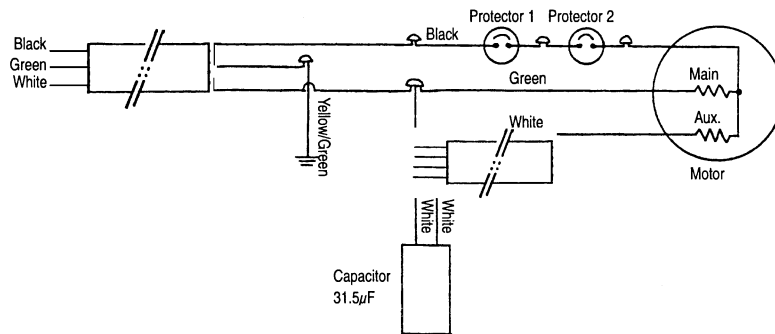 Protector 1 Protector 2
Black
Black
Green
White
Green
Main
Yellow/Green
White
Aux.
Motor
White
White
Capacitor
31.5µF